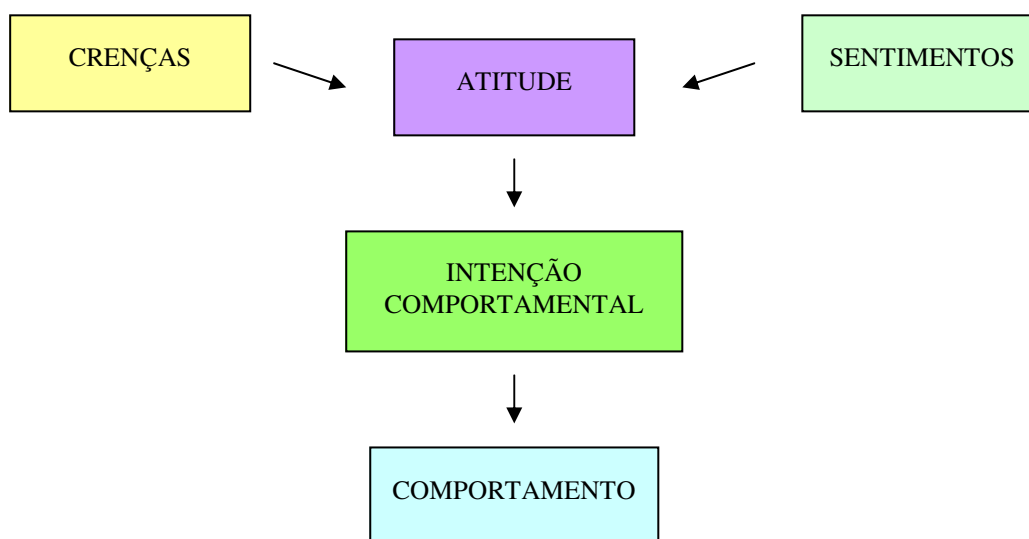 CRENÇAS
ATITUDE
SENTIMENTOS
INTENÇÃO
COMPORTAMENTAL
COMPORTAMENTO